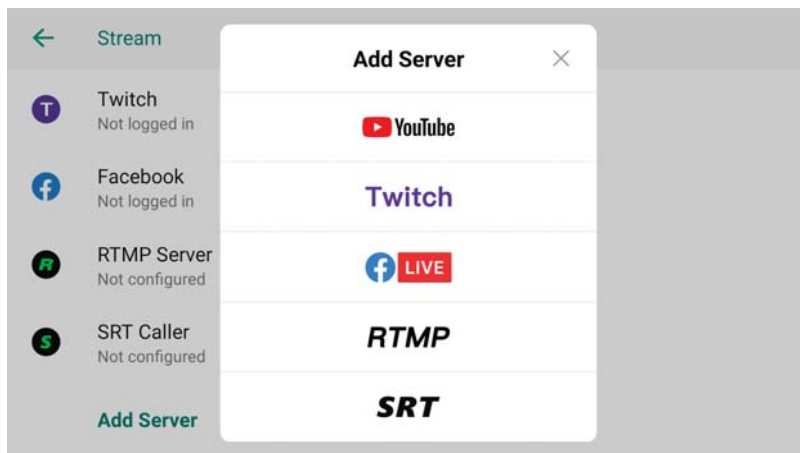 Stream
T
Twitch
Not logged in
Facebook
Not logged in
R
RTMP Server
Not configured
S
SRT Caller
Not configured
Add Server
Add Server
YouTube
Twitch
LIVE
RTMP
SRT